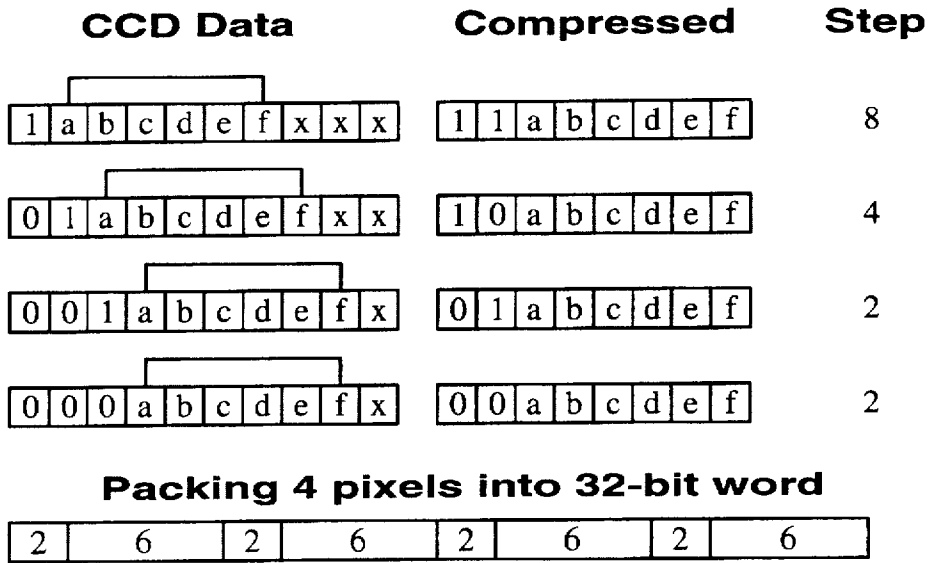 CCD Data Compressed Step
1 a b c d e f x x x 1 1 a b c d e f 8
0 1 a b c d e f x x 1 0 a b c d e f 4
0 0 1 a b c d e f x 0 1 a b c d e f 2
0 0 0 a b c d e f x 0 0 a b c d e f 2
Packing 4 pixels into 32-bit word
2 6 2 6 2 6 2 6